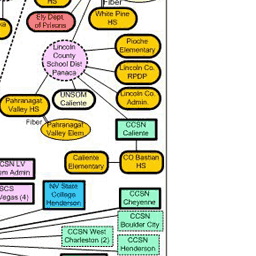 HS
Fiber
Ely Dept.
of Prisons
White Pine
HS
Lincoln
County
School Dist
Panaca
Pioche
Elementary
Lincoln Co.
RPDP
Lincoln Co.
Admin.
UNSOM
Caliente
Pahranagat
Valley HS
Fiber
Pahranagat
Valley Elem
CCSN
Caliente
Caliente
Elementary
CO Bastian
HS
CSN LV
Admin
SCS
Vegas (4)
NV State
College
Henderson
CCSN
Cheyenne
CCSN
Boulder City
CCSN West
Charleston (2)
CCSN
Henderson